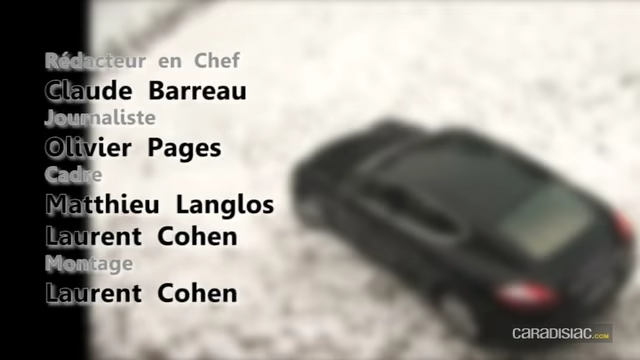 Rédacteur en Chef
Claude Barreau
Journaliste
Olivier Pages
Cadre
Matthieu Langlos
Laurent Cohen
Montage
Laurent Cohen
CARADISIAC.COM